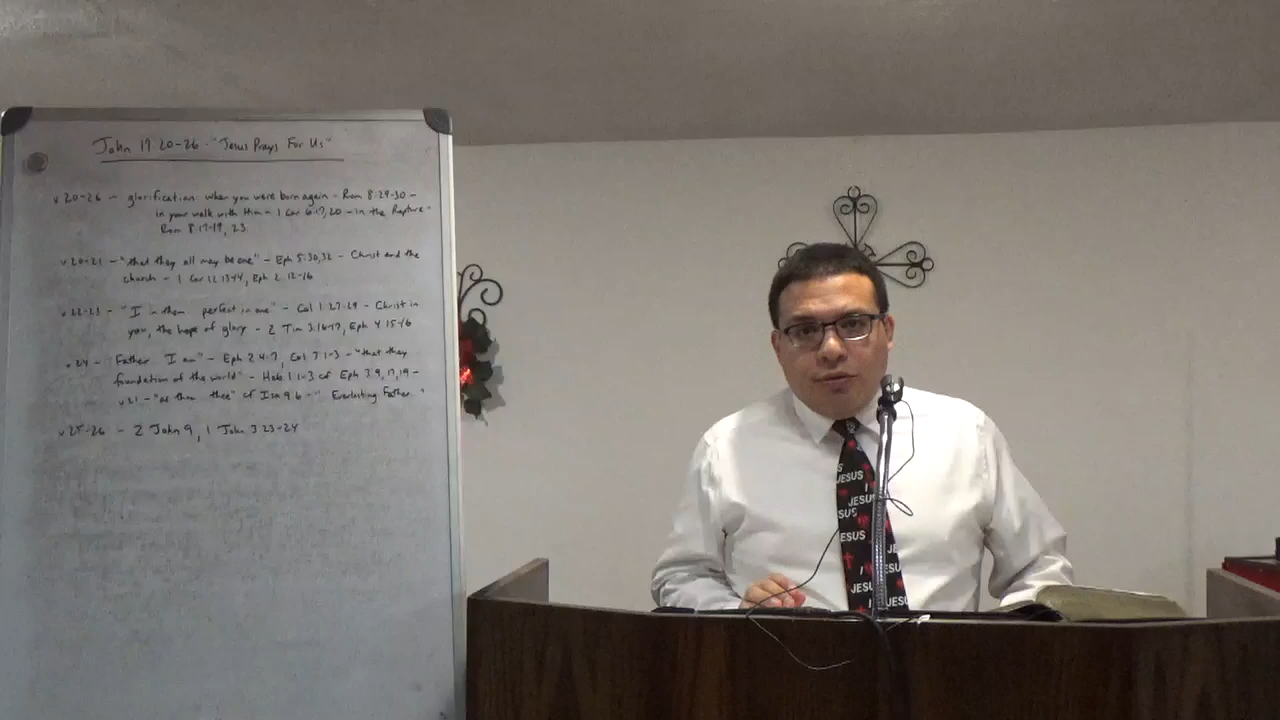 John 17:20-26 - "Jesus Prays For Us"
v 20-26 - glorification: when you were born again - Rom 8:29-30 -
in your walk with Him - 1 Cor 6:17, 20 - in the Rapture -
Rom 8:17-19, 23.
v 20-21 - "that they all may be one" - Eph 5:30,32 - Christ and the
church - 1 Cor 12:13-14, Eph 2:12-16
v 22-23 - "I in them perfect in one" - Col 1:27-29 - Christ in
you, the hope of glory - 2 Tim 3:16-17, Eph 4:15-16
v 24 - "Father I am" - Eph 2:4-7, Col 3:1-3 - "that they
foundation of the world" - Heb 1:1-3 cf Eph 3:9, 17, 19 -
v 21 - "as thou thee" cf Isa 9:6 - " Everlasting Father "
v 25-26 - 2 John 9, 1 John 3:23-24
S
JESUS
JESUS
SUS
ESUS
JE
ESU
JESUS
ESUS